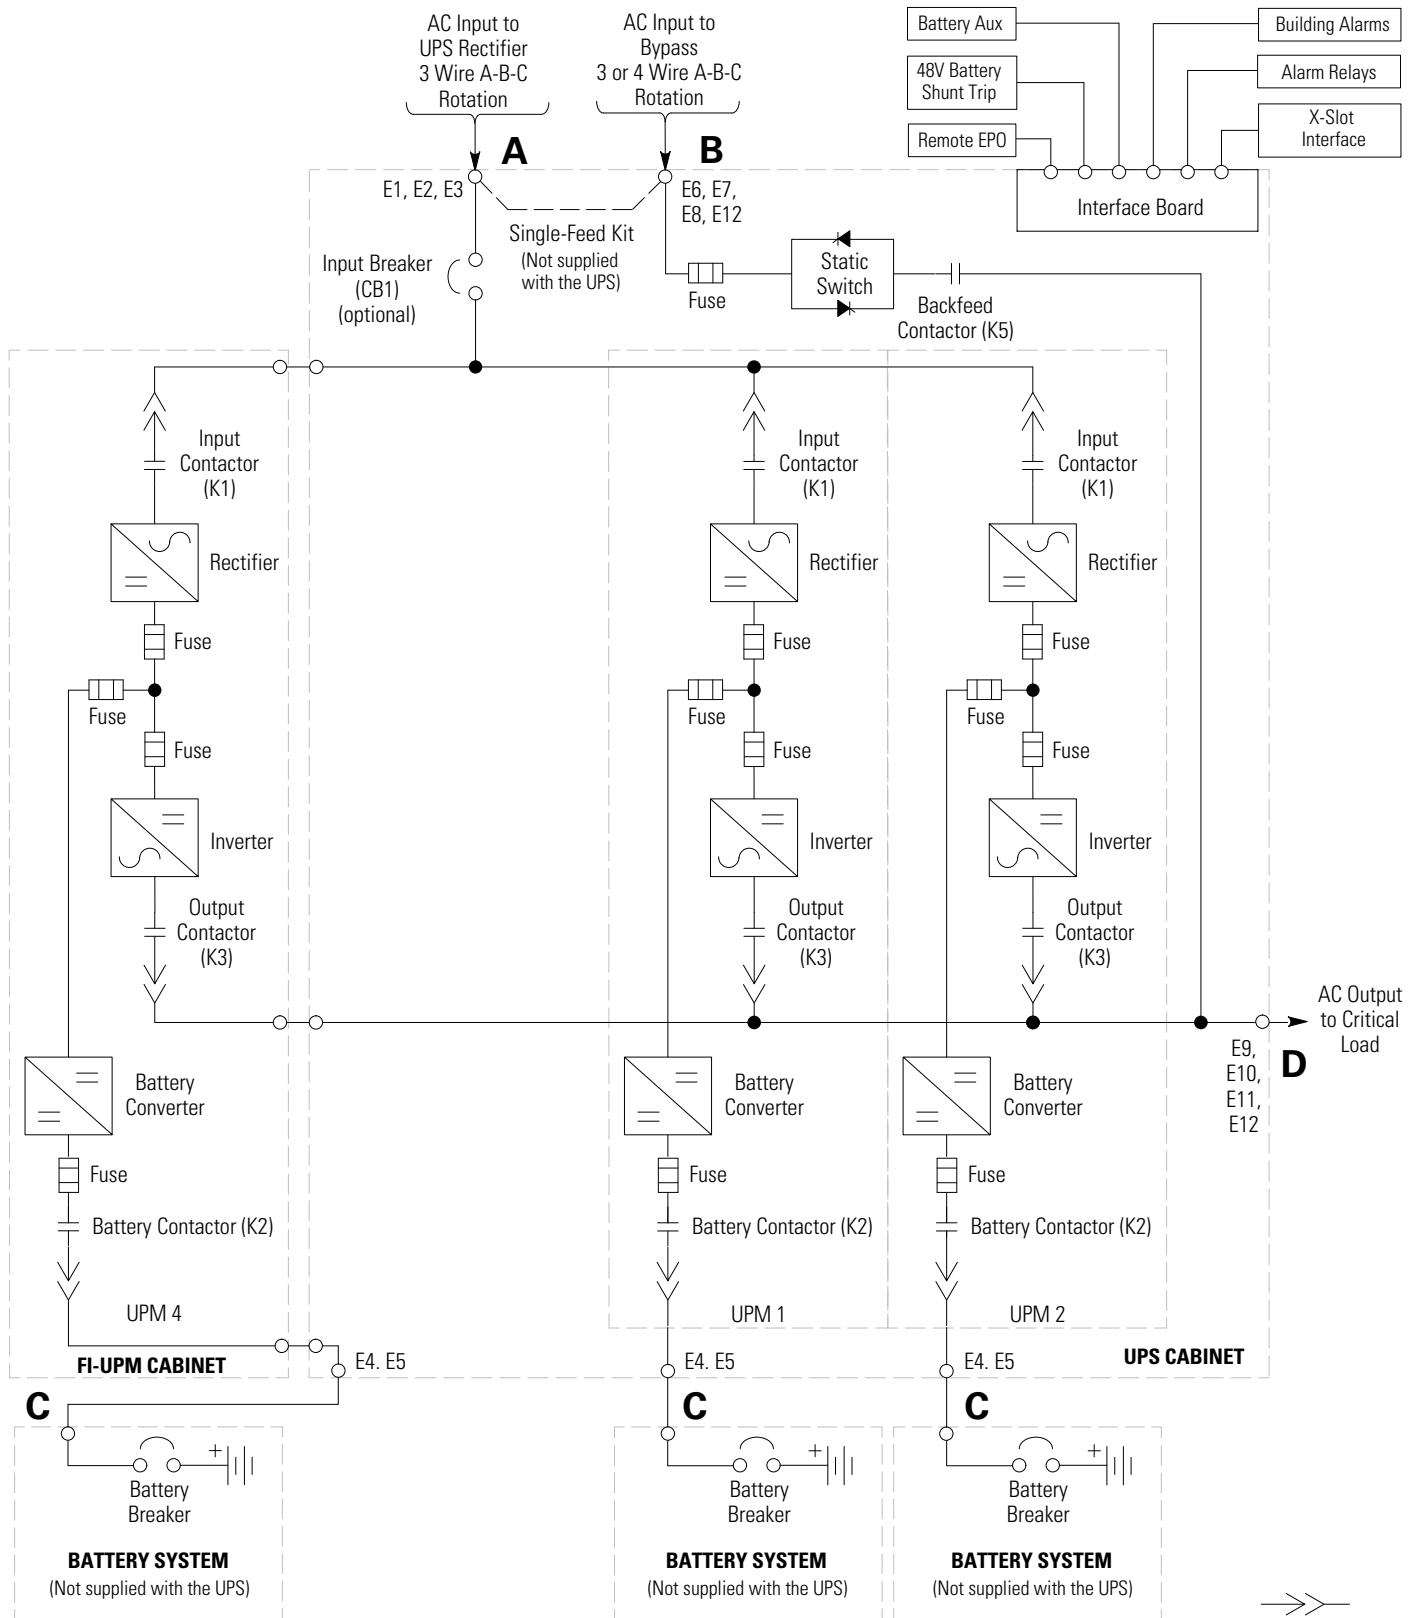 AC Input to
UPS Rectifier
3 Wire A-B-C
Rotation
AC Input to
Bypass
3 or 4 Wire A-B-C
Rotation
Battery Aux
48V Battery
Shunt Trip
Remote EPO
Building Alarms
Alarm Relays
X-Slot
Interface
Interface Board
A
B
E1, E2, E3
E6, E7,
E8, E12
Single-Feed Kit
(Not supplied
with the UPS)
Input Breaker
(CB1)
(optional)
Fuse
Static
Switch
Backfeed
Contactor (K5)
Input
Contactor
(K1)
Input
Contactor
(K1)
Input
Contactor
(K1)
Rectifier
Rectifier
Rectifier
Fuse
Fuse
Fuse
Fuse
Fuse
Fuse
Fuse
Fuse
Fuse
Inverter
Inverter
Inverter
Output
Contactor
(K3)
Output
Contactor
(K3)
Output
Contactor
(K3)
AC Output
to Critical
Load
D
E9,
E10,
E11,
E12
Battery
Converter
Battery
Converter
Battery
Converter
Fuse
Fuse
Fuse
Battery Contactor (K2)
Battery Contactor (K2)
Battery Contactor (K2)
UPM 4
UPM 1
UPM 2
FI-UPM CABINET
UPS CABINET
E4. E5
E4. E5
E4. E5
C
C
C
+
+
+
Battery
Breaker
Battery
Breaker
Battery
Breaker
BATTERY SYSTEM
(Not supplied with the UPS)
BATTERY SYSTEM
(Not supplied with the UPS)
BATTERY SYSTEM
(Not supplied with the UPS)